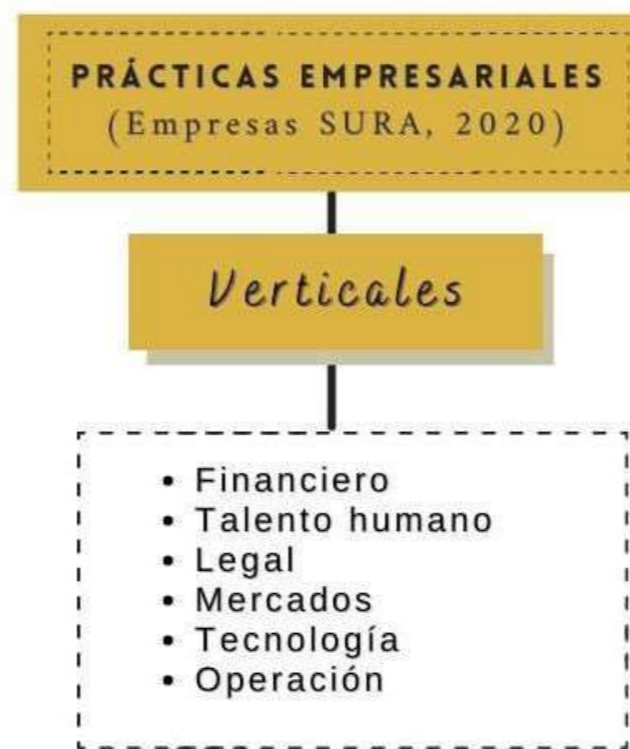 PRÁCTICAS EMPRESARIALES
(Empresas SURA, 2020)
Verticales
• Financiero
• Talento humano
• Legal
• Mercados
• Tecnología
• Operación